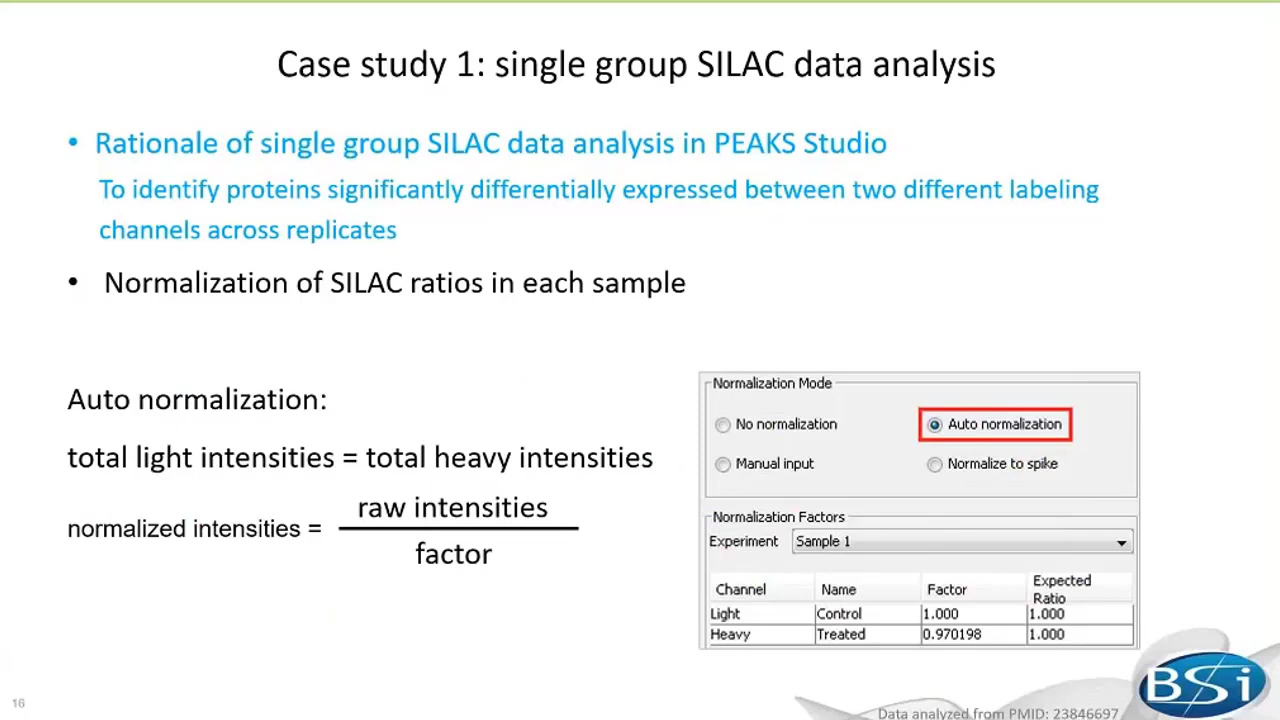 Case study 1: single group SILAC data analysis
• Rationale of single group SILAC data analysis in PEAKS Studio
To identify proteins significantly differentially expressed between two different labeling
channels across replicates
• Normalization of SILAC ratios in each sample
Auto normalization:
total light intensities = total heavy intensities
normalized intensities = raw intensities
factor
Normalization Mode
No normalization Auto normalization
Manual input Normalize to spike
Normalization Factors
Experiment Sample 1
Channel Name Factor Expected
Ratio
Light Control 1.000 1.000
Heavy Treated 0.970198 1.000
BSi
16
Data analyzed from PMID: 23846697